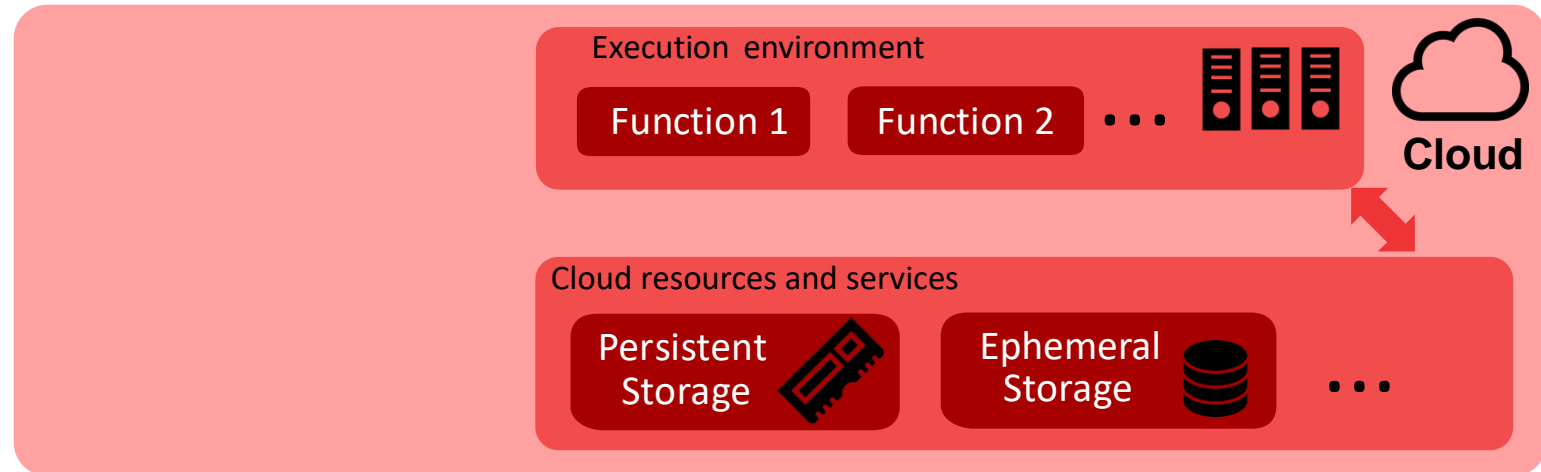 Execution environment
Function 1
Function 2
...
Cloud
Cloud resources and services
Persistent
Storage
Ephemeral
Storage
...